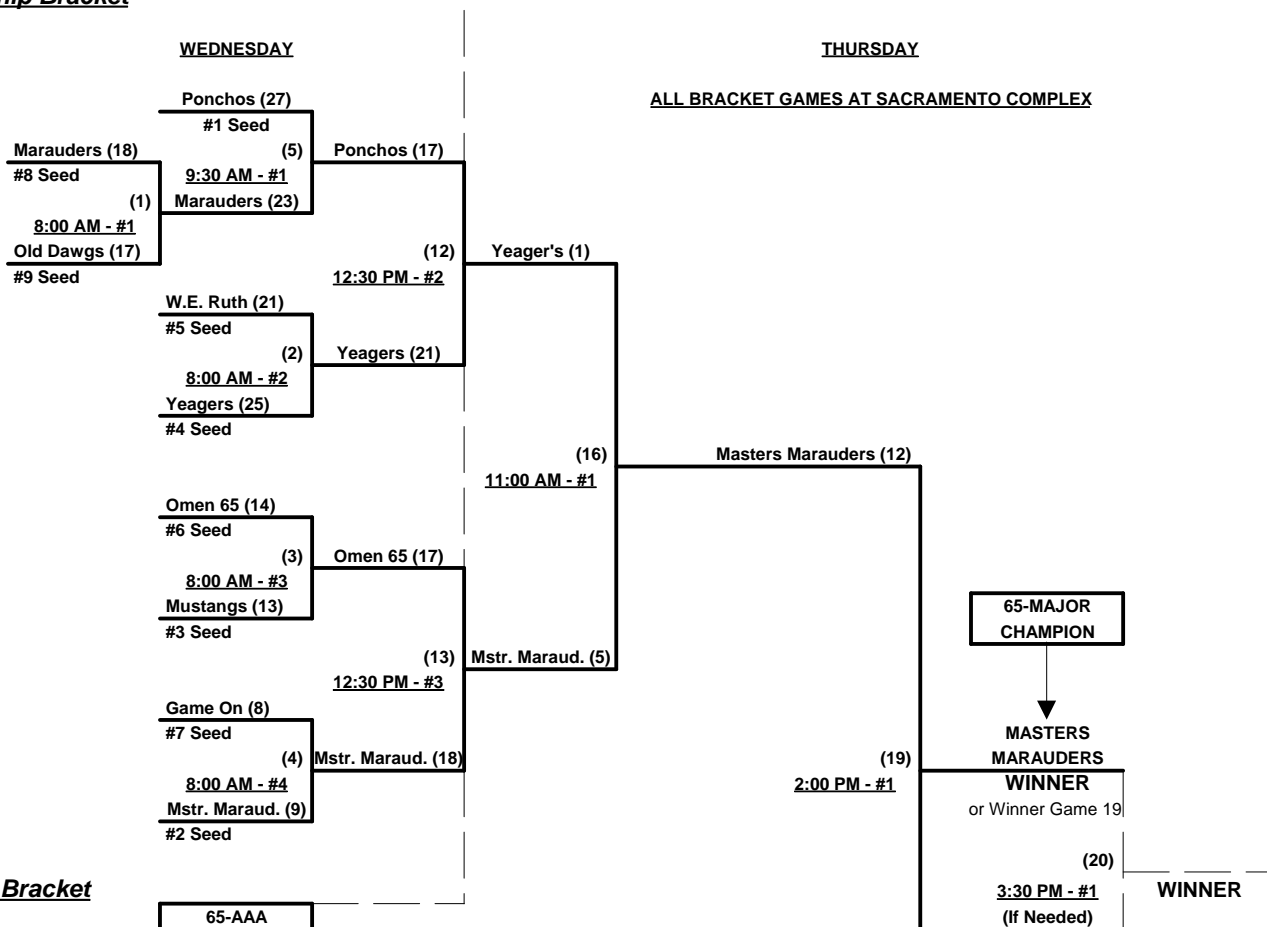 hip Bracket
WEDNESDAY
THURSDAY
Ponchos (27)
ALL BRACKET GAMES AT SACRAMENTO COMPLEX
#1 Seed
Marauders (18)
(5)
Ponchos (17)
#8 Seed
9:30 AM - #1
(1)
Marauders (23)
8:00 AM - #1
Old Dawgs (17)
(12)
Yeager's (1)
#9 Seed
12:30 PM - #2
W.E. Ruth (21)
#5 Seed
(2)
Yeagers (21)
8:00 AM - #2
Yeagers (25)
#4 Seed
(16)
Masters Marauders (12)
11:00 AM - #1
Omen 65 (14)
#6 Seed
(3)
Omen 65 (17)
8:00 AM - #3
Mustangs (13)
65-MAJOR
#3 Seed
CHAMPION
(13)
Mstr. Maraud. (5)
12:30 PM - #3
Game On (8)
#7 Seed
MASTERS
(4)
Mstr. Maraud. (18)
(19)
MARAUDERS
8:00 AM - #4
2:00 PM - #1
WINNER
Mstr. Maraud. (9)
or Winner Game 19
#2 Seed
(20)
Bracket
3:30 PM - #1
WINNER
65-AAA
(If Needed)